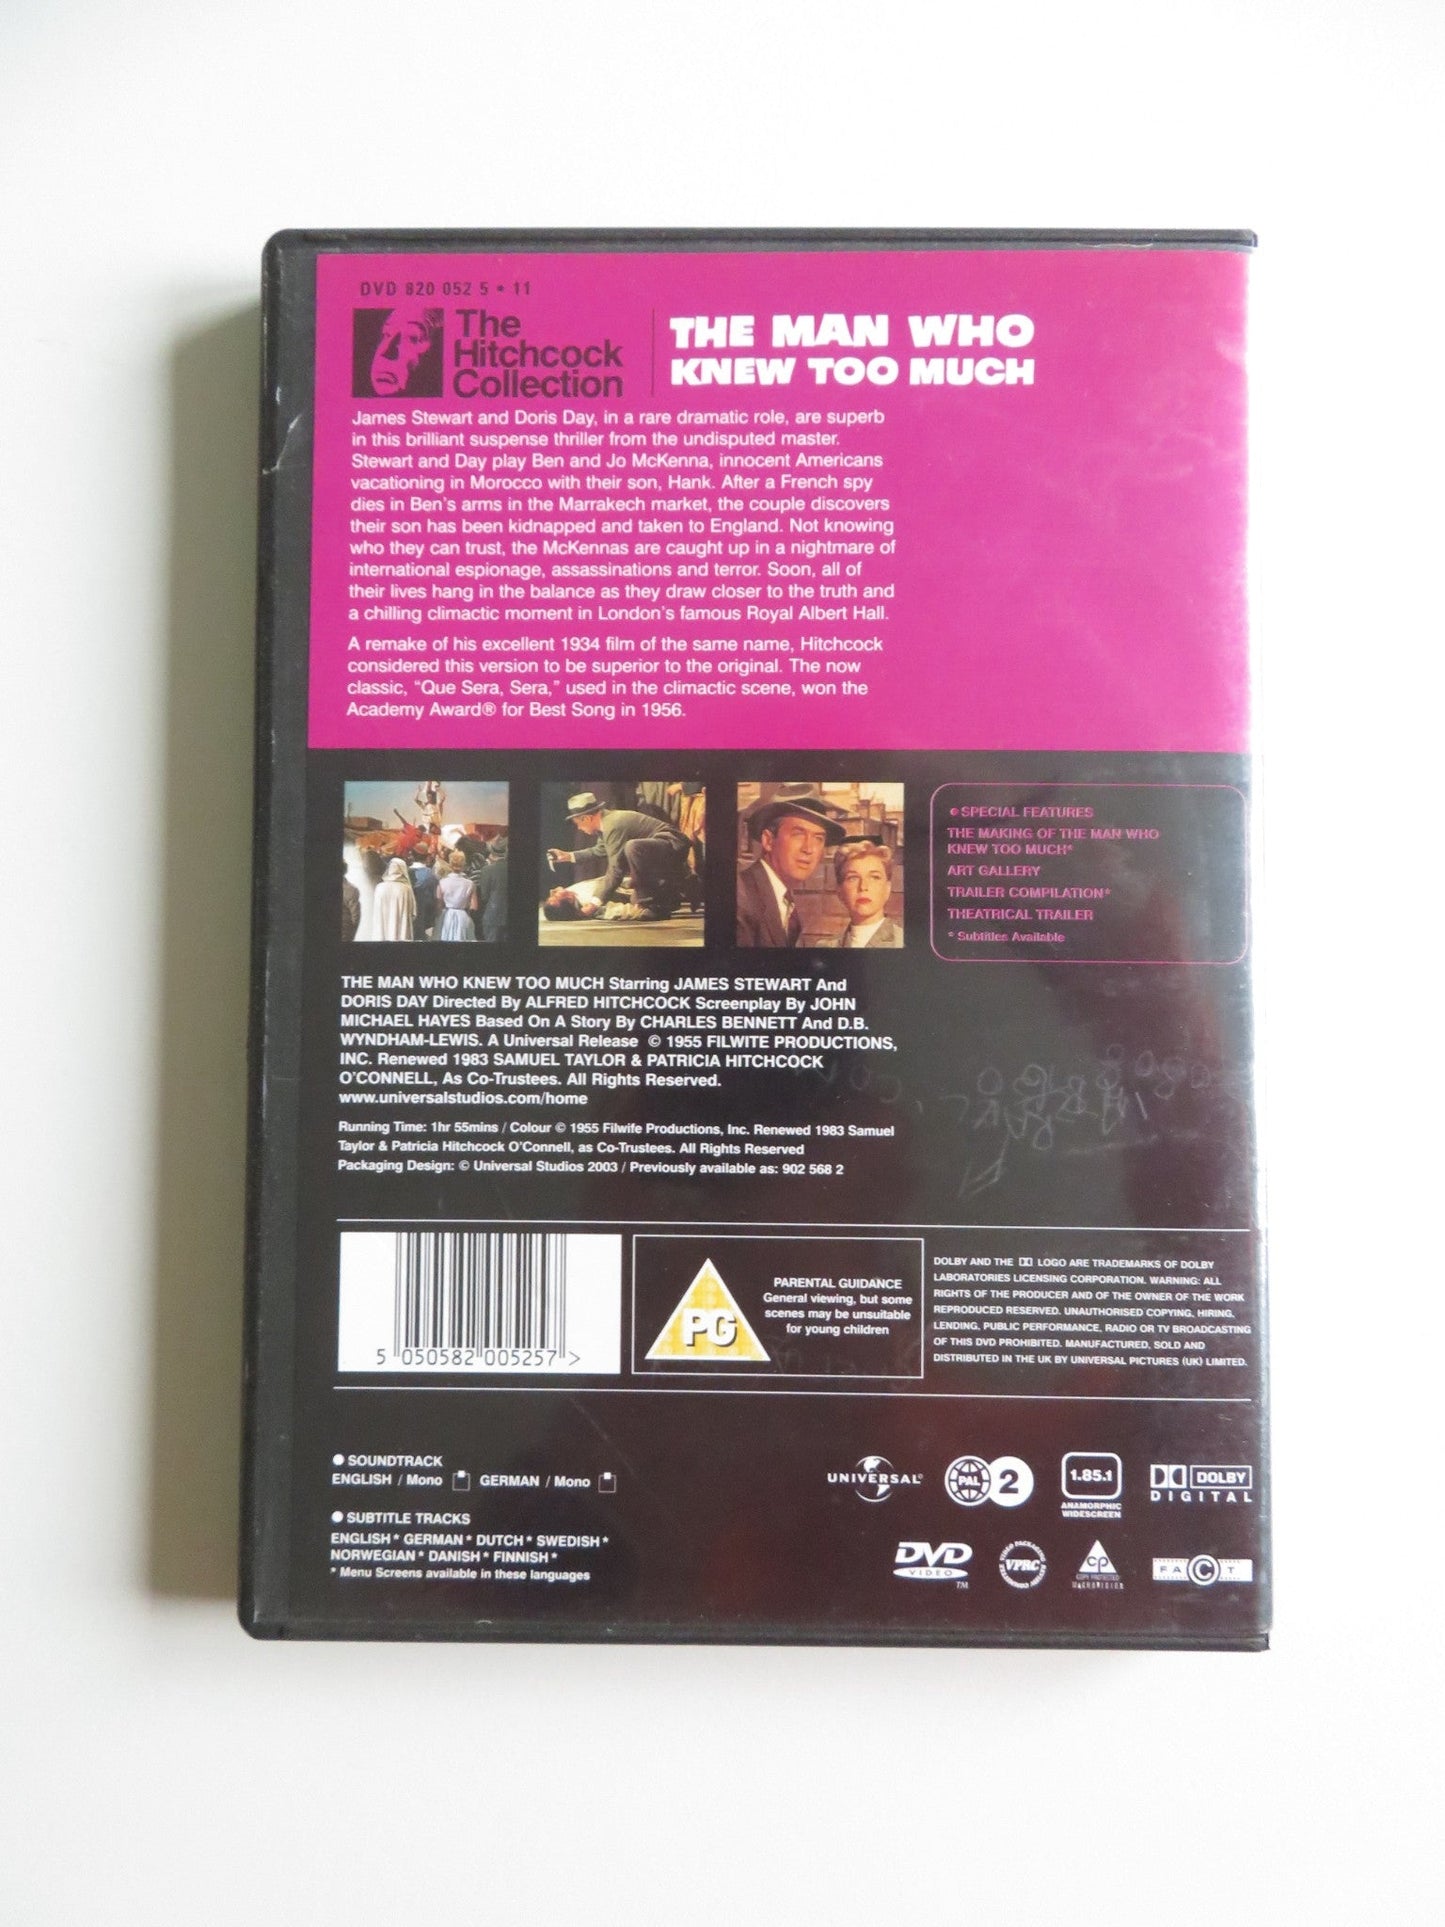 DVD 820 052 5 • 11
The
Hitchcock
Collection
THE MAN WHO
KNEW TOO MUCH
James Stewart and Doris Day, in a rare dramatic role, are superb
in this brilliant suspense thriller from the undisputed master.
Stewart and Day play Ben and Jo McKenna, innocent Americans
vacationing in Morocco with their son, Hank. After a French spy
dies in Ben's arms in the Marrakech market, the couple discovers
their son has been kidnapped and taken to England. Not knowing
who they can trust, the McKennas are caught up in a nightmare of
international espionage, assassinations and terror. Soon, all of
their lives hang in the balance as they draw closer to the truth and
a chilling climactic moment in London's famous Royal Albert Hall.
A remake of his excellent 1934 film of the same name, Hitchcock
considered this version to be superior to the original. The now
classic, "Que Sera, Sera," used in the climactic scene, won the
Academy Award® for Best Song in 1956.
SPECIAL FEATURES
THE MAKING OF THE MAN WHO
KNEW TOO MUCH*
ART GALLERY
TRAILER COMPILATION*
THEATRICAL TRAILER
* Subtitles Available
THE MAN WHO KNEW TOO MUCH Starring JAMES STEWART And
DORIS DAY Directed By ALFRED HITCHCOCK Screenplay By JOHN
MICHAEL HAYES Based On A Story By CHARLES BENNETT And D.B.
WYNDHAM-LEWIS. A Universal Release © 1955 FILWITE PRODUCTIONS,
INC. Renewed 1983 SAMUEL TAYLOR & PATRICIA HITCHCOCK
O'CONNELL, As Co-Trustees. All Rights Reserved.
www.universalstudios.com/home
Running Time: 1hr 55mins / Colour © 1955 Filwife Productions, Inc. Renewed 1983 Samuel
Taylor & Patricia Hitchcock O'Connell, as Co-Trustees. All Rights Reserved
Packaging Design: © Universal Studios 2003 / Previously available as: 902 568 2
5 050582 005257 >
PG
PARENTAL GUIDANCE
General viewing, but some
scenes may be unsuitable
for young children
DOLBY AND THE LOGO ARE TRADEMARKS OF DOLBY
LABORATORIES LICENSING CORPORATION. WARNING: ALL
RIGHTS OF THE PRODUCER AND OF THE OWNER OF THE WORK
REPRODUCED RESERVED. UNAUTHORISED COPYING, HIRING,
LENDING, PUBLIC PERFORMANCE, RADIO OR TV BROADCASTING
OF THIS DVD PROHIBITED. MANUFACTURED, SOLD AND
DISTRIBUTED IN THE UK BY UNIVERSAL PICTURES (UK) LIMITED.
SOUNDTRACK
ENGLISH / Mono GERMAN / Mono
SUBTITLE TRACKS
ENGLISH * GERMAN * DUTCH * SWEDISH *
NORWEGIAN * DANISH * FINNISH *
* Menu Screens available in these languages
UNIVERSAL®
PAL 2
1.85.1
ANAMORPHIC
WIDESCREEN
DOLBY
DIGITAL
DVD
VIDEO
TM
VIDEO PACKAGING REVIEW COMMITTEE
VPRC
CP
COPY PROTECTED
MACROVISION
FACT